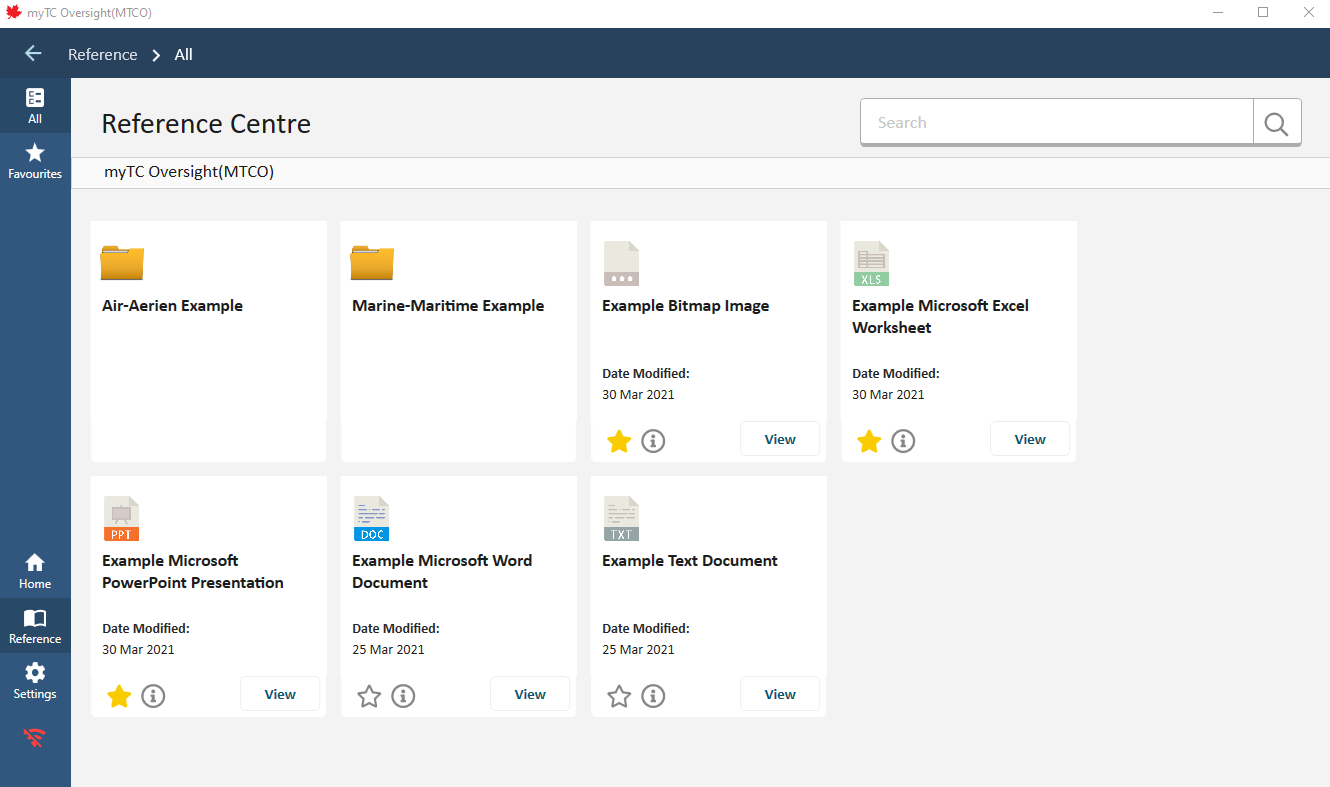 myTC Oversight(MTCO)
Reference
All
All
Favourites
Reference Centre
Search
myTC Oversight(MTCO)
Air-Aerien Example
Marine-Maritime Example
Example Bitmap Image
Date Modified:
30 Mar 2021
View
XLS
Example Microsoft Excel
Worksheet
Date Modified:
30 Mar 2021
View
PPT
Example Microsoft
PowerPoint Presentation
Date Modified:
30 Mar 2021
View
DOC
Example Microsoft Word
Document
Date Modified:
25 Mar 2021
View
TXT
Example Text Document
Date Modified:
25 Mar 2021
View
Home
Reference
Settings